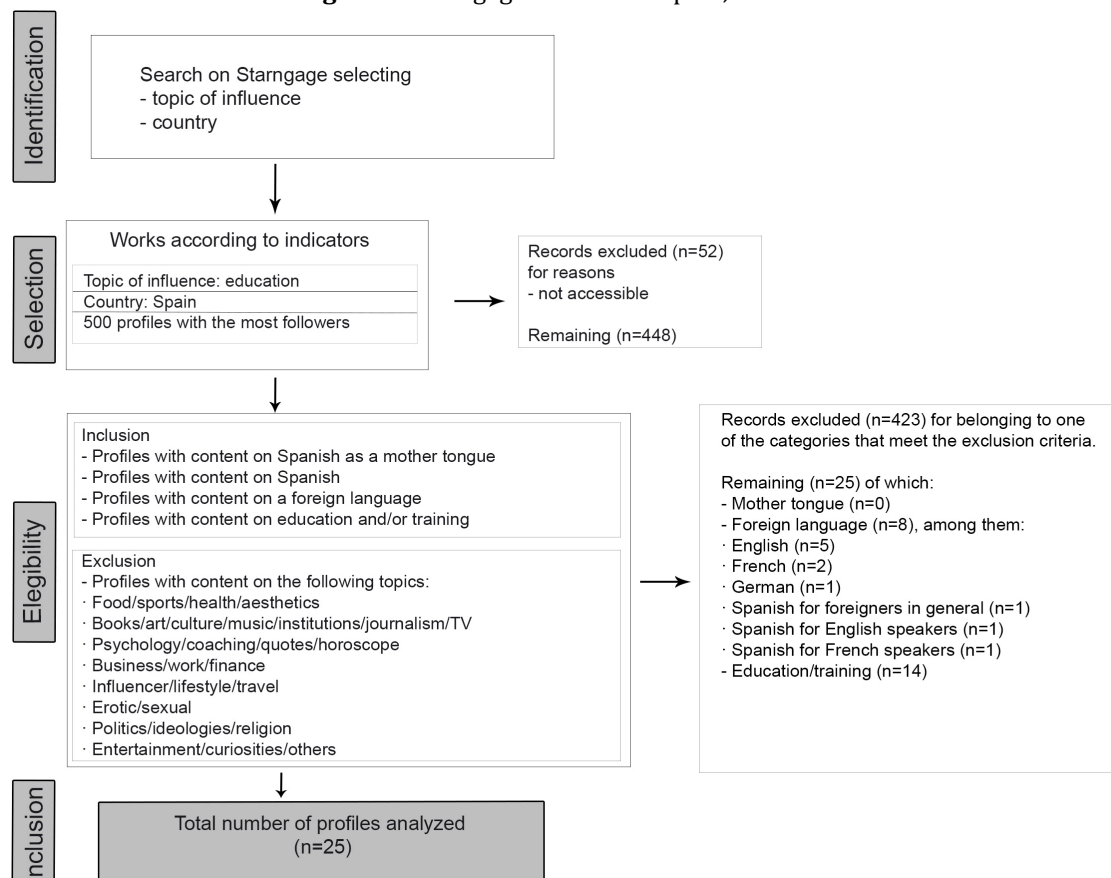 Identification
Search on Starngage selecting
- topic of influence
- country
Selection
Works according to indicators
Topic of influence: education
Country: Spain
500 profiles with the most followers
Records excluded (n=52)
for reasons
- not accessible
Remaining (n=448)
Elegibility
Inclusion
- Profiles with content on Spanish as a mother tongue
- Profiles with content on Spanish
- Profiles with content on a foreign language
- Profiles with content on education and/or training
Exclusion
- Profiles with content on the following topics:
· Food/sports/health/aesthetics
· Books/art/culture/music/institutions/journalism/TV
· Psychology/coaching/quotes/horoscope
· Business/work/finance
· Influencer/lifestyle/travel
· Erotic/sexual
· Politics/ideologies/religion
· Entertainment/curiosities/others
Records excluded (n=423) for belonging to one
of the categories that meet the exclusion criteria.
Remaining (n=25) of which:
- Mother tongue (n=0)
- Foreign language (n=8), among them:
· English (n=5)
· French (n=2)
· German (n=1)
· Spanish for foreigners in general (n=1)
· Spanish for English speakers (n=1)
· Spanish for French speakers (n=1)
- Education/training (n=14)
nclusion
Total number of profiles analyzed
(n=25)